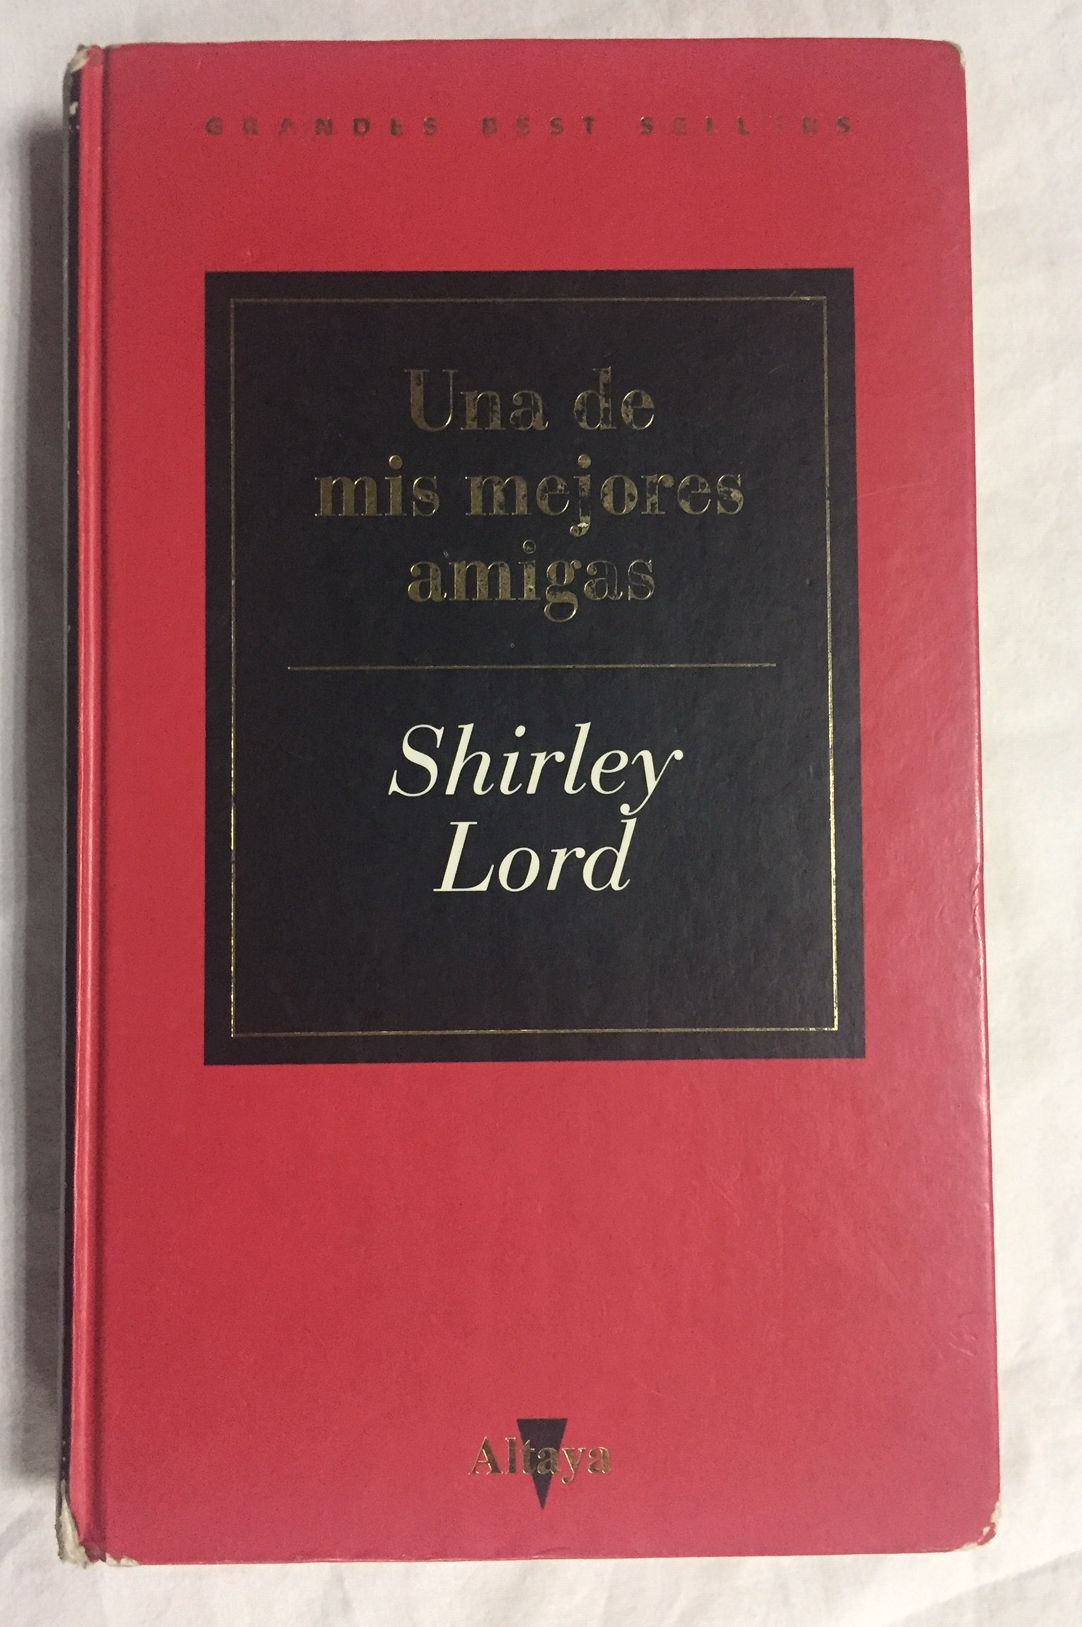 GRANDES BEST SELLERS
Una de
mis mejores
amigas
Shirley
Lord
Altaya